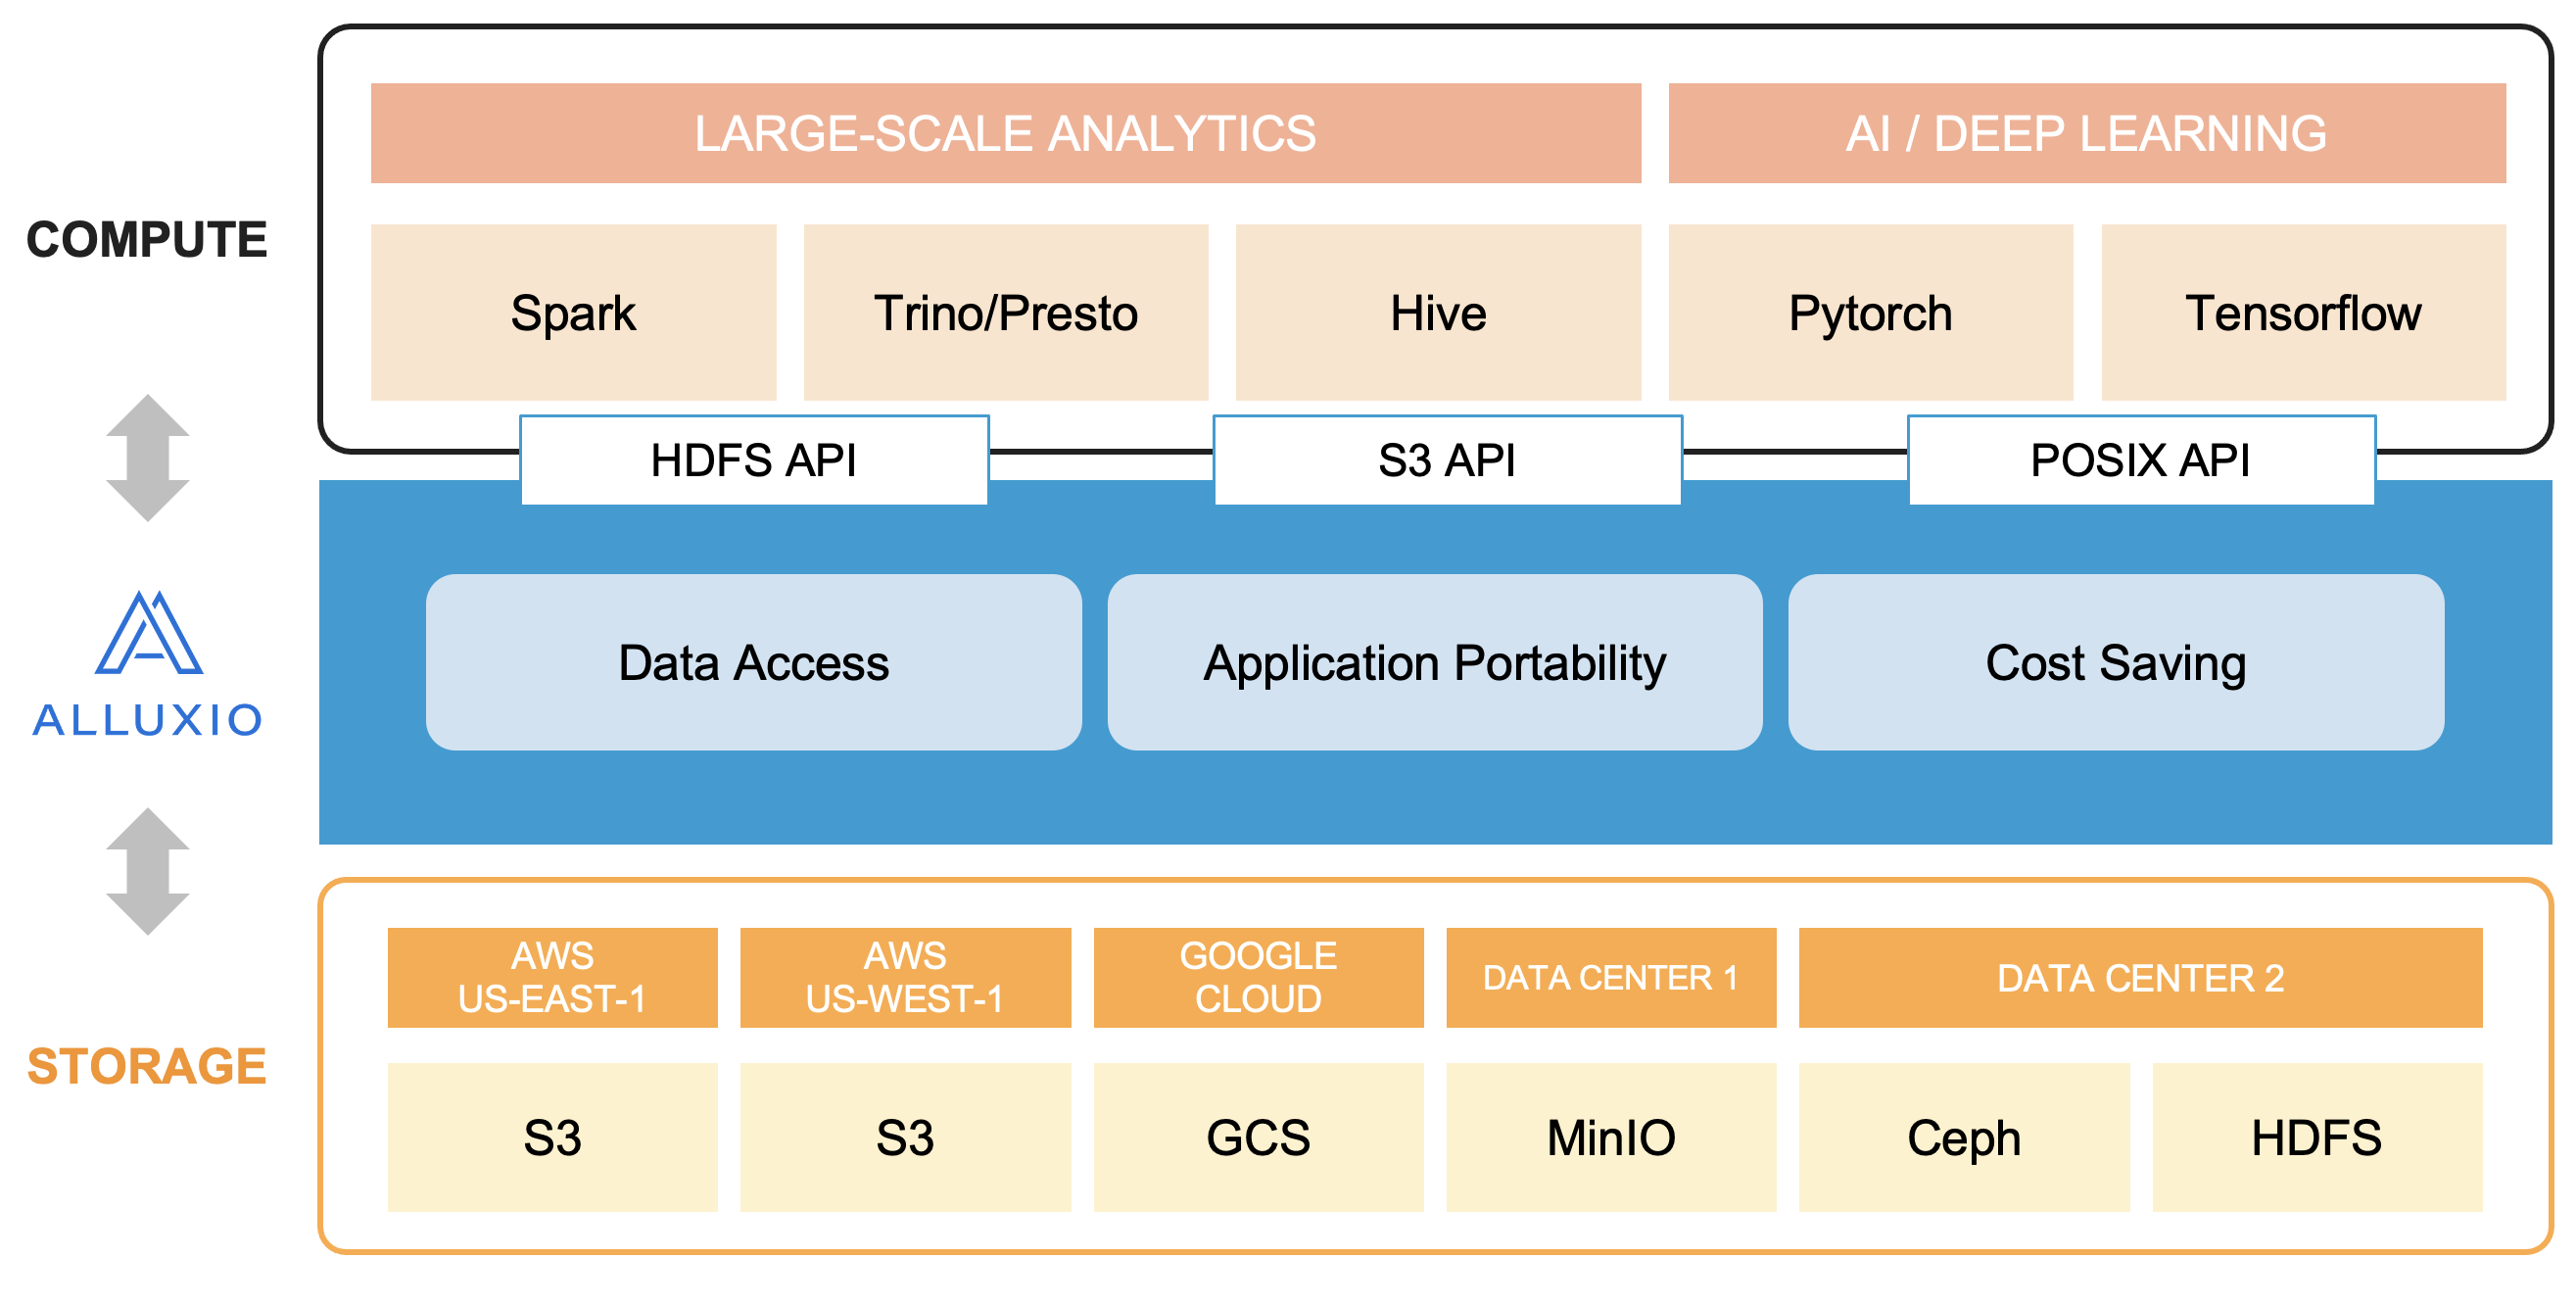 LARGE-SCALE ANALYTICS
AI / DEEP LEARNING
COMPUTE
Spark
Trino/Presto
Hive
Pytorch
Tensorflow
HDFS API
S3 API
POSIX API
ALLUXIO
Data Access
Application Portability
Cost Saving
STORAGE
AWS
US-EAST-1
AWS
US-WEST-1
GOOGLE
CLOUD
DATA CENTER 1
DATA CENTER 2
S3
S3
GCS
MinIO
Ceph
HDFS